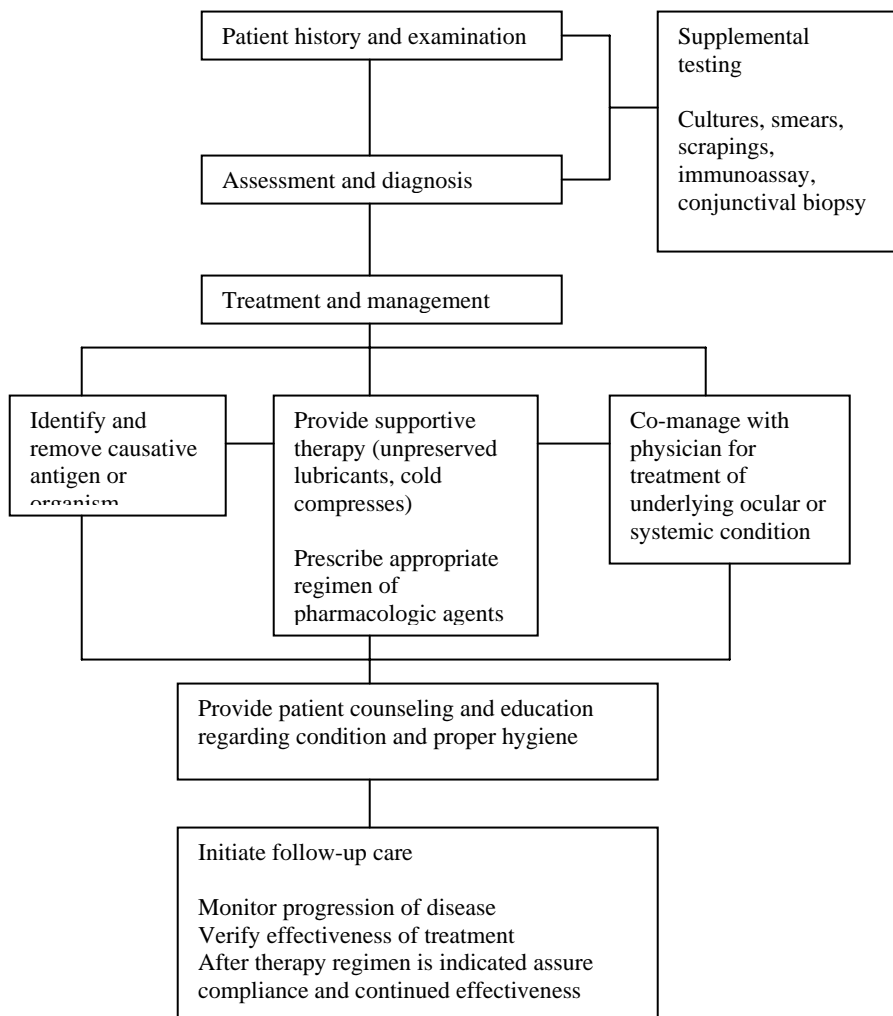 Patient history and examination
Supplemental
testing
Cultures, smears,
scrapings,
immunoassay,
conjunctival biopsy
Assessment and diagnosis
Treatment and management
Identify and
remove causative
antigen or
organism
Provide supportive
therapy (unpreserved
lubricants, cold
compresses)
Prescribe appropriate
regimen of
pharmacologic agents
Co-manage with
physician for
treatment of
underlying ocular or
systemic condition
Provide patient counseling and education
regarding condition and proper hygiene
Initiate follow-up care
Monitor progression of disease
Verify effectiveness of treatment
After therapy regimen is indicated assure
compliance and continued effectiveness